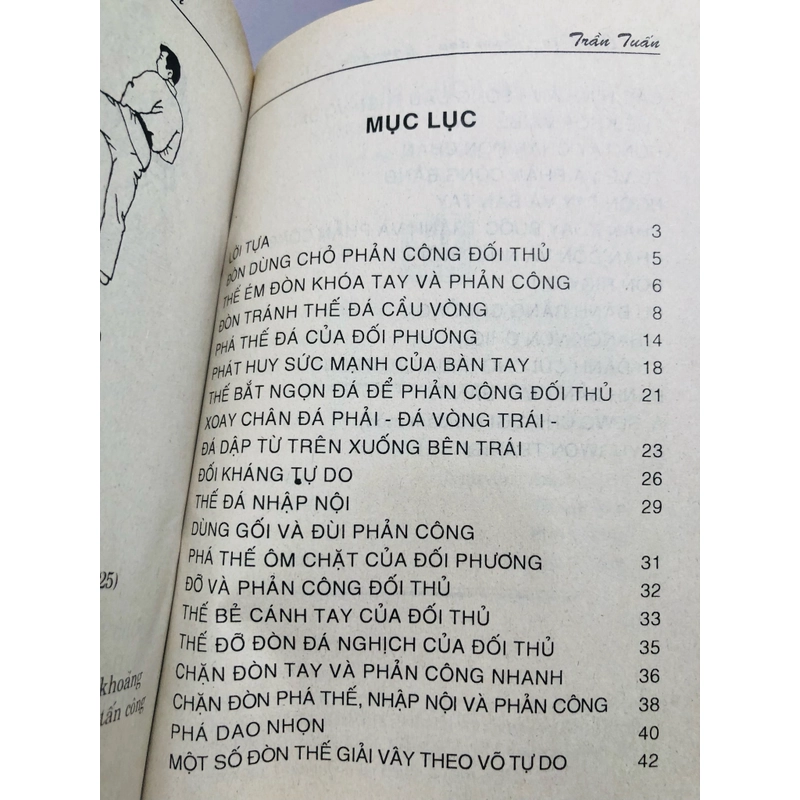 Trần Tuấn
MỤC LỤC
LỜI TỰA 3
ĐÒN DÙNG CHỎ PHẢN CÔNG ĐỐI THỦ 5
THẾ ÉM ĐÒN KHÓA TAY VÀ PHẢN CÔNG 6
ĐÒN TRÁNH THẾ ĐÁ CẦU VỒNG 8
PHÁ THẾ ĐÁ CỦA ĐỐI PHƯƠNG 14
PHÁT HUY SỨC MẠNH CỦA BÀN TAY 18
THẾ BẮT NGỌN ĐÁ ĐỂ PHẢN CÔNG ĐỐI THỦ 21
XOAY CHÂN ĐÁ PHẢI - ĐÁ VÒNG TRÁI -
ĐÁ DẬP TỪ TRÊN XUỐNG BÊN TRÁI 23
ĐỐI KHÁNG TỰ DO 26
THẾ ĐÁ NHẬP NỘI 29
DÙNG GỐI VÀ ĐÙI PHẢN CÔNG
PHÁ THẾ ÔM CHẶT CỦA ĐỐI PHƯƠNG 31
ĐỠ VÀ PHẢN CÔNG ĐỐI THỦ 32
THẾ BẺ CÁNH TAY CỦA ĐỐI THỦ 33
THẾ ĐỠ ĐÒN ĐÁ NGHỊCH CỦA ĐỐI THỦ 35
CHẶN ĐÒN TAY VÀ PHẢN CÔNG NHANH 36
CHẶN ĐÒN PHÁ THẾ, NHẬP NỘI VÀ PHẢN CÔNG 38
PHÁ DAO NHỌN 40
MỘT SỐ ĐÒN THẾ GIẢI VÂY THEO VÕ TỰ DO 42
25)
khoảng
tấn công